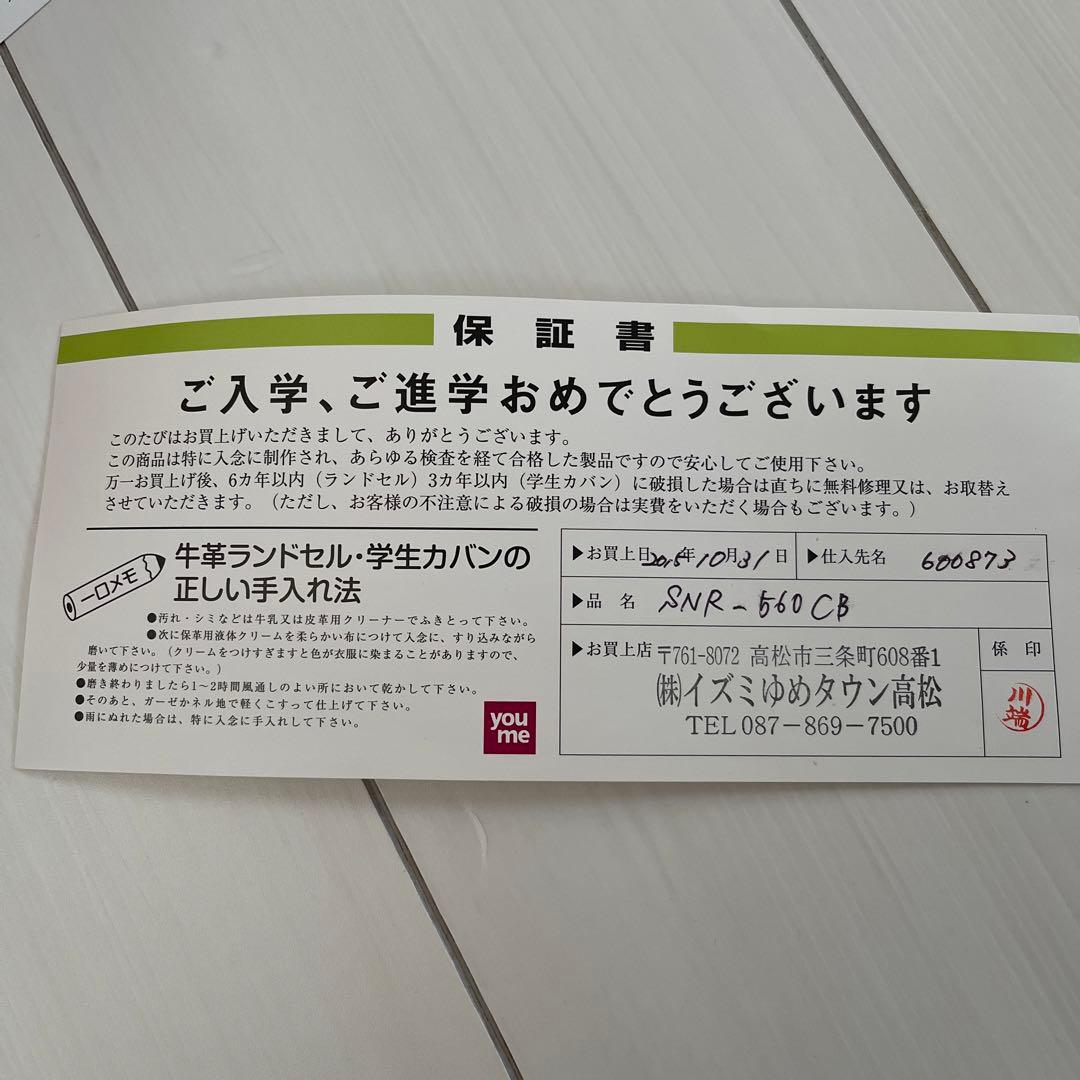 保証書
ご入学、ご進学おめでとうございます
このたびはお買上げいただきまして、ありがとうございます。
この商品は特に入念に制作され、あらゆる検査を経て合格した製品ですので安心してご使用下さい。
万一お買上げ後、6カ年以内（ランドセル）3カ年以内（学生カバン）に破損した場合は直ちに無料修理又は、お取替え
させていただきます。（ただし、お客様の不注意による破損の場合は実費をいただく場合もございます。）
一口メモ
牛革ランドセル・学生カバンの
正しい手入れ法
●汚れ・シミなどは牛乳又は皮革用クリーナーでふきとって下さい。
●次に保革用液体クリームを柔らかい布につけて入念に、すり込みながら
磨いて下さい。（クリームをつけすぎますと色が衣服に染まることがありますので、
少量を薄めにつけて下さい。）
●磨き終わりましたら1～2時間風通しのよい所において乾かして下さい。
●そのあと、ガーゼかネル地で軽くこすって仕上げて下さい。
●雨にぬれた場合は、特に入念に手入れして下さい。
you
me
▶お買上日 2015年10月31日 ▶仕入先名 600873
▶品 名 SNR-560CB
▶お買上店 〒761-8072 高松市三条町608番1
㈱イズミゆめタウン高松
TEL 087-869-7500
係 印
川端